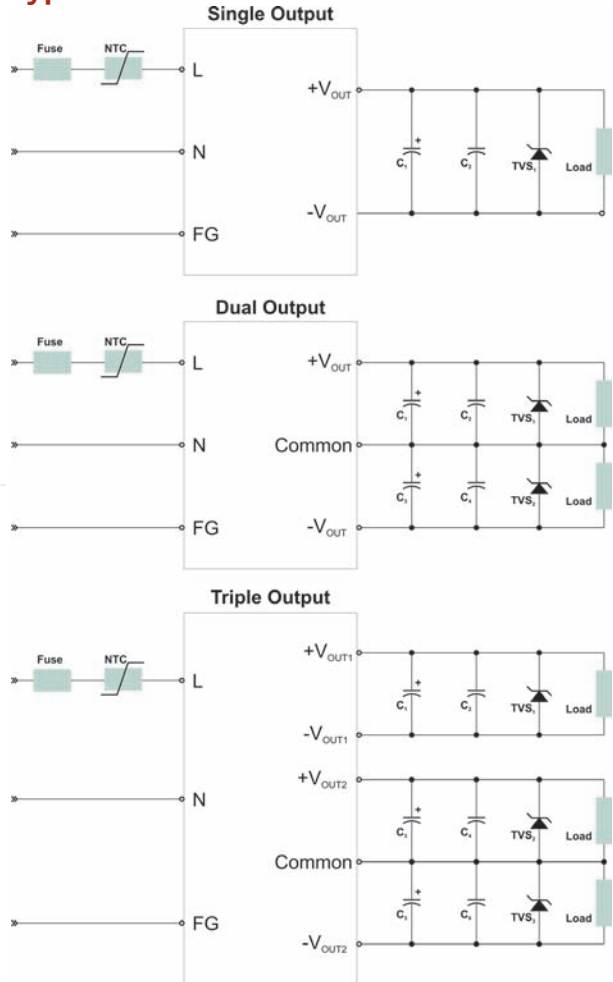 Single Output
Fuse NTC
L
+VOUT
+
C1 C2 TVS1 Load
N
-VOUT
FG
Dual Output
Fuse NTC
L
+VOUT
+
C1 C2 TVS1 Load
N
Common
+
C3 C4 TVS2 Load
FG
-VOUT
Triple Output
Fuse NTC
L
+VOUT1
+
C1 C2 TVS1 Load
-VOUT1
+VOUT2
N
+
C3 C4 TVS2 Load
Common
+
C5 TVS3 Load
FG
-VOUT2